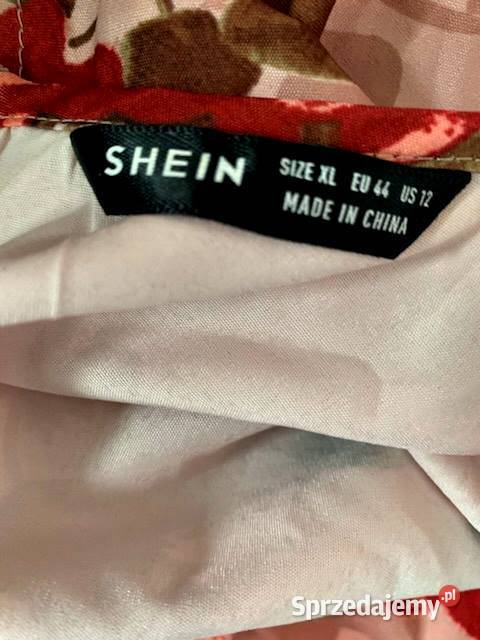 SHEIN
SIZE XL EU 44 US 12
MADE IN CHINA
Sprzedajemy.pl